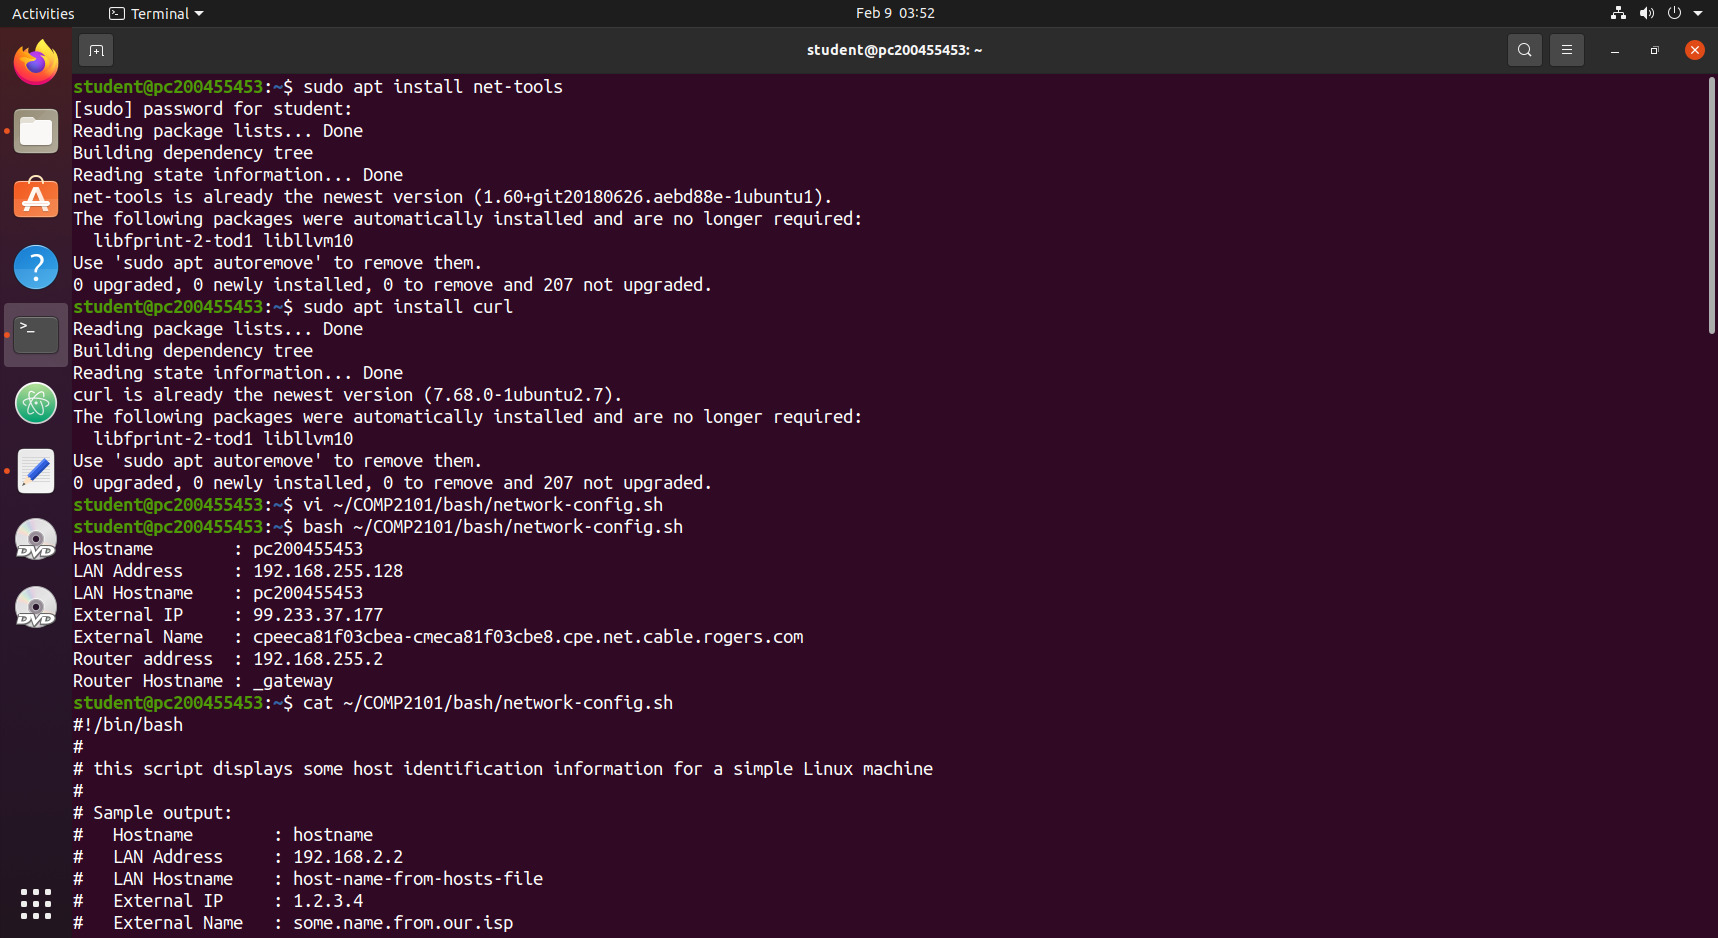 Activities
Terminal
Feb 9 03:52
student@pc200455453: ~
student@pc200455453:~$ sudo apt install net-tools
[sudo] password for student:
Reading package lists... Done
Building dependency tree
Reading state information... Done
net-tools is already the newest version (1.60+git20180626.aebd88e-1ubuntu1).
The following packages were automatically installed and are no longer required:
  libfprint-2-tod1 libllvm10
Use 'sudo apt autoremove' to remove them.
0 upgraded, 0 newly installed, 0 to remove and 207 not upgraded.
student@pc200455453:~$ sudo apt install curl
Reading package lists... Done
Building dependency tree
Reading state information... Done
curl is already the newest version (7.68.0-1ubuntu2.7).
The following packages were automatically installed and are no longer required:
  libfprint-2-tod1 libllvm10
Use 'sudo apt autoremove' to remove them.
0 upgraded, 0 newly installed, 0 to remove and 207 not upgraded.
student@pc200455453:~$ vi ~/COMP2101/bash/network-config.sh
student@pc200455453:~$ bash ~/COMP2101/bash/network-config.sh
Hostname        : pc200455453
LAN Address     : 192.168.255.128
LAN Hostname    : pc200455453
External IP     : 99.233.37.177
External Name   : cpeeca81f03cbea-cmeca81f03cbe8.cpe.net.cable.rogers.com
Router address  : 192.168.255.2
Router Hostname : _gateway
student@pc200455453:~$ cat ~/COMP2101/bash/network-config.sh
#!/bin/bash
#
# this script displays some host identification information for a simple Linux machine
#
# Sample output:
#   Hostname        : hostname
#   LAN Address     : 192.168.2.2
#   LAN Hostname    : host-name-from-hosts-file
#   External IP     : 1.2.3.4
#   External Name   : some.name.from.our.isp
>_
DVD
DVD